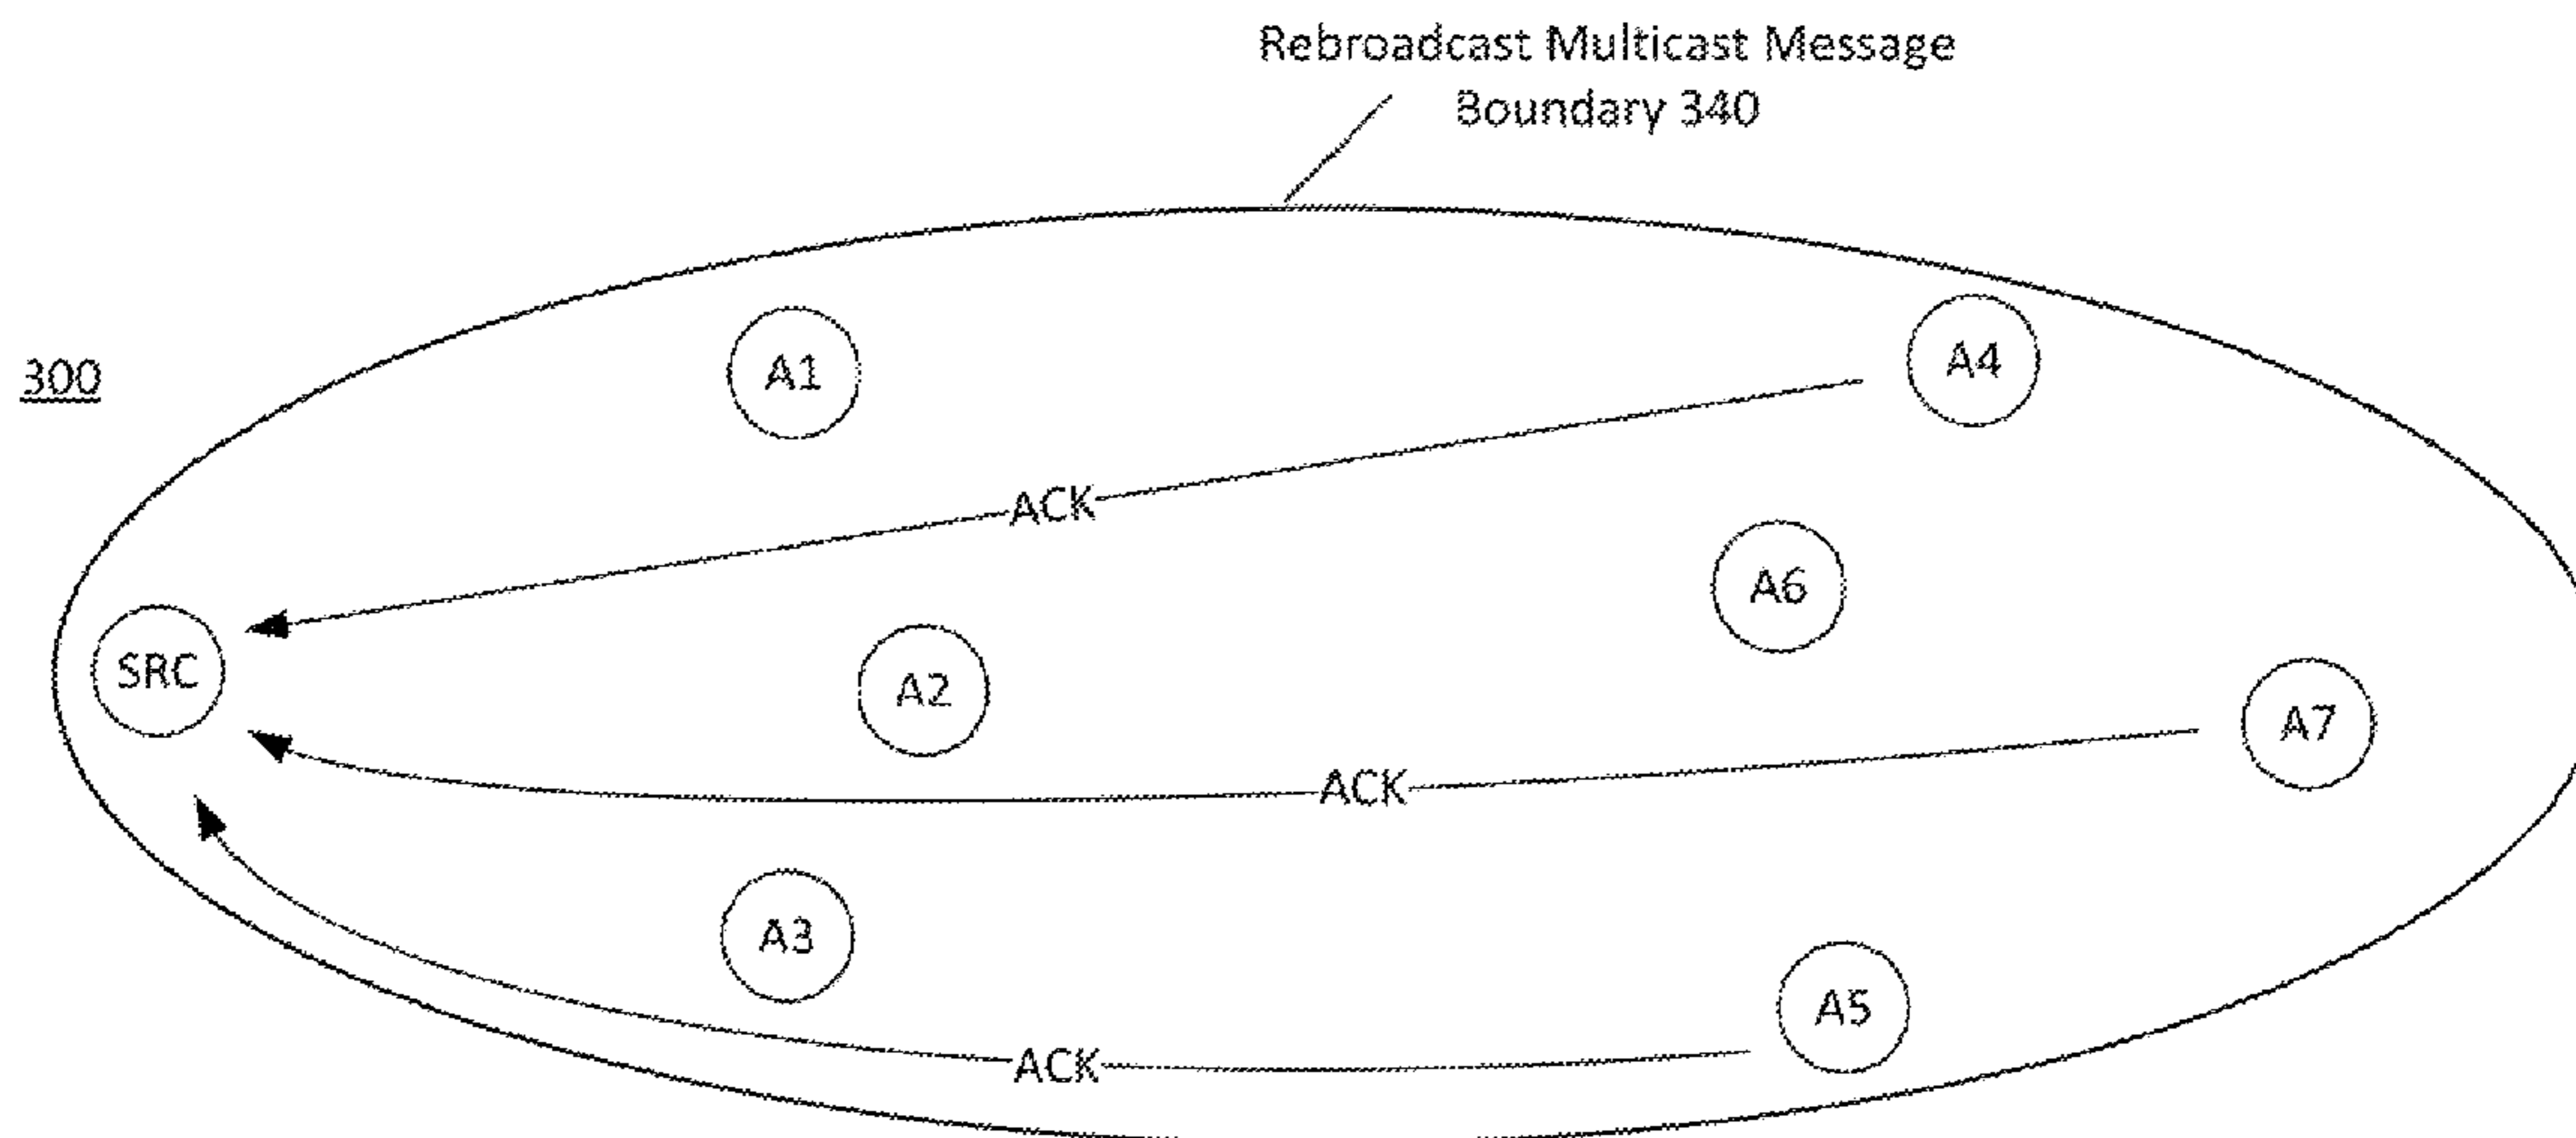 Rebroadcast Multicast Message
Boundary 340
300
A1
A4
ACK
A6
SRC
A2
A7
ACK
A3
A5
ACK